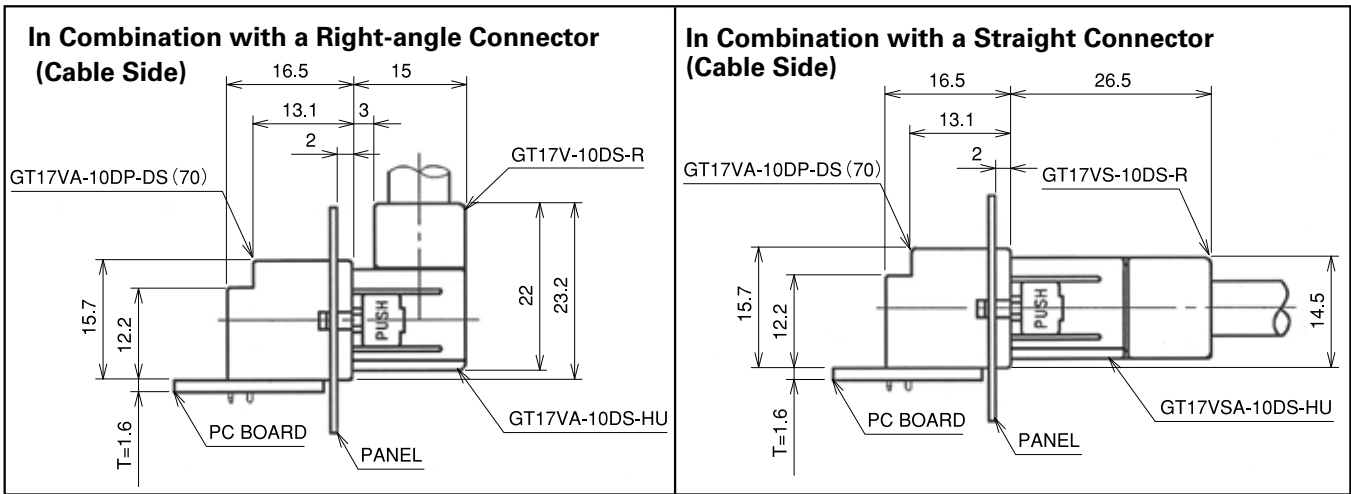 In Combination with a Right-angle Connector
(Cable Side)
16.5
15
13.1
3
2
GT17V-10DS-R
GT17VA-10DP-DS (70)
15.7
12.2
PUSH
22
23.2
T=1.6
PC BOARD
PANEL
GT17VA-10DS-HU
In Combination with a Straight Connector
(Cable Side)
16.5
26.5
13.1
2
GT17VA-10DP-DS (70)
GT17VS-10DS-R
15.7
12.2
PUSH
14.5
T=1.6
PC BOARD
PANEL
GT17VSA-10DS-HU